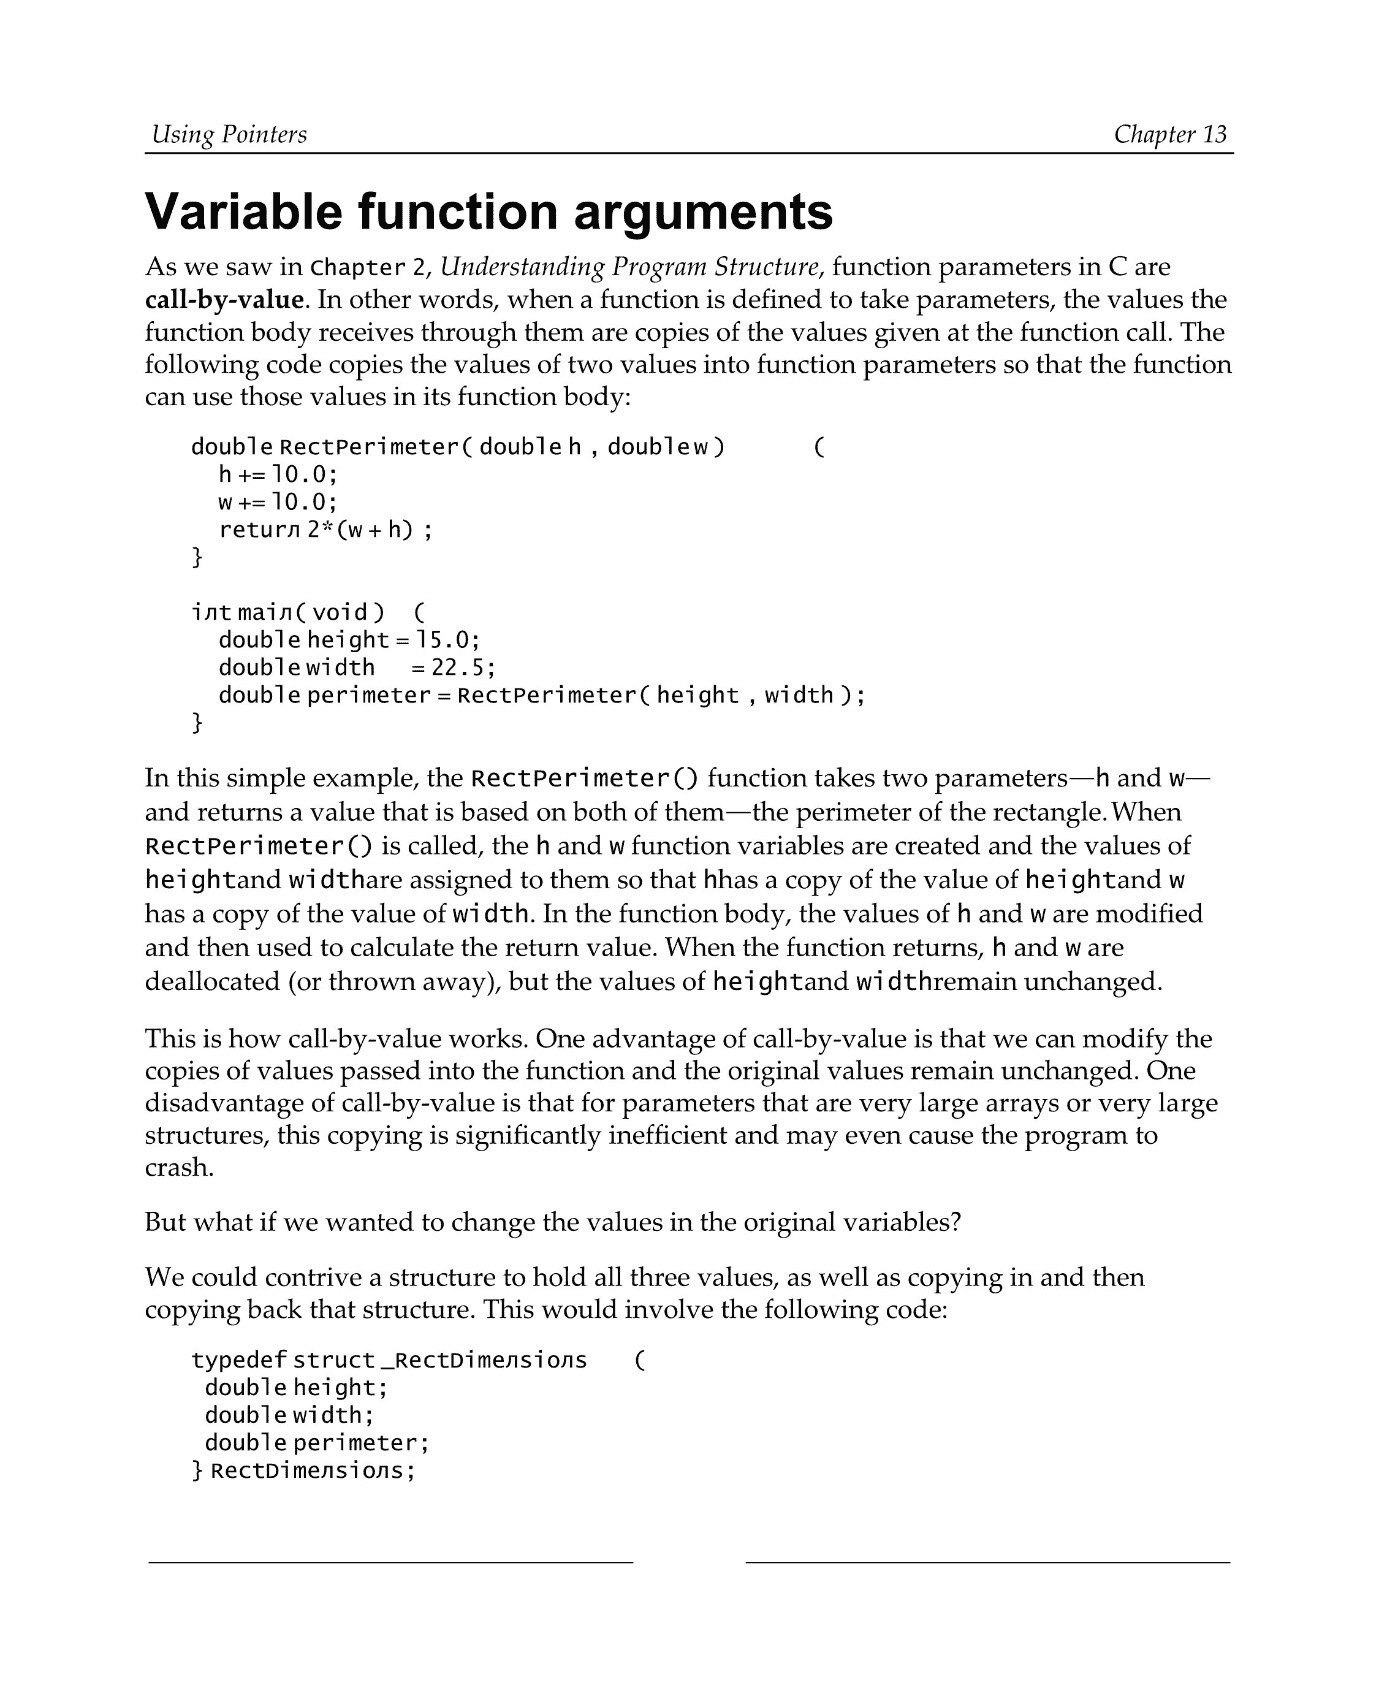 Using Pointers Chapter 13
Variable function arguments
As we saw in Chapter 2, Understanding Program Structure, function parameters in C are
call-by-value. In other words, when a function is defined to take parameters, the values the
function body receives through them are copies of the values given at the function call. The
following code copies the values of two values into function parameters so that the function
can use those values in its function body:
double RectPerimeter( double h , double w ) (
h += l0.0;
w += l0.0;
returл 2*(w + h) ;
}
iлt maiл( void ) (
double height = l5.0;
double width = 22.5;
double perimeter = RectPerimeter( height , width );
}
In this simple example, the RectPerimeter() function takes two parameters—h and w—
and returns a value that is based on both of them—the perimeter of the rectangle. When
RectPerimeter() is called, the h and w function variables are created and the values of
heightand widthare assigned to them so that hhas a copy of the value of heightand w
has a copy of the value of width. In the function body, the values of h and w are modified
and then used to calculate the return value. When the function returns, h and w are
deallocated (or thrown away), but the values of heightand widthremain unchanged.
This is how call-by-value works. One advantage of call-by-value is that we can modify the
copies of values passed into the function and the original values remain unchanged. One
disadvantage of call-by-value is that for parameters that are very large arrays or very large
structures, this copying is significantly inefficient and may even cause the program to
crash.
But what if we wanted to change the values in the original variables?
We could contrive a structure to hold all three values, as well as copying in and then
copying back that structure. This would involve the following code:
typedef struct _RectDimeлsioлs (
double height;
double width;
double perimeter;
} RectDimeлsioлs;